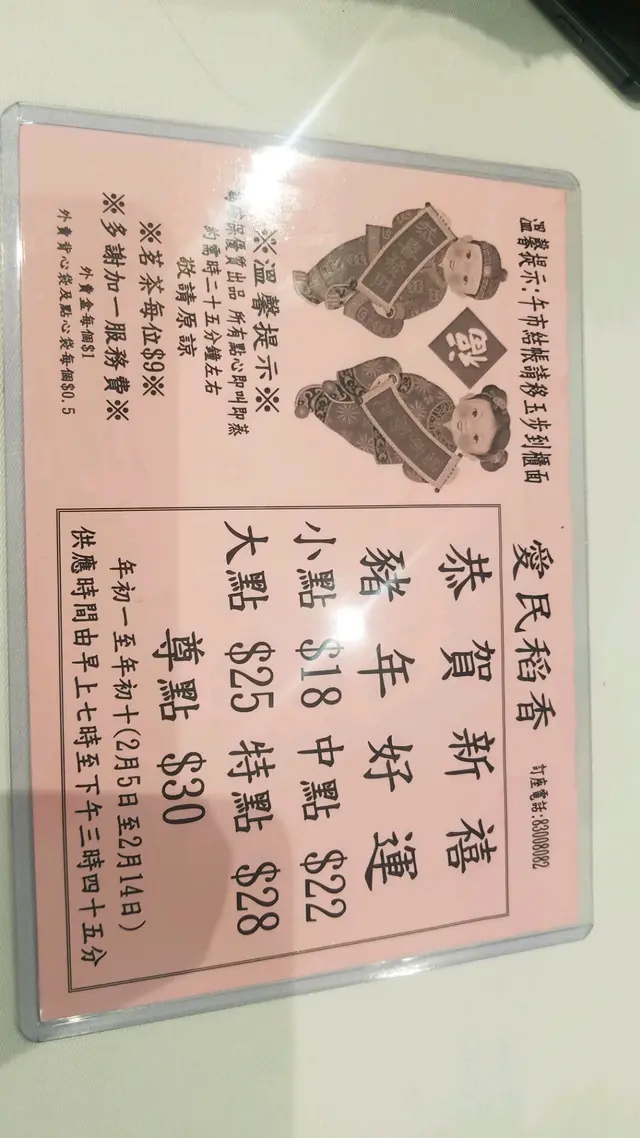 溫馨提示:午市結帳請移玉步到櫃面
福
※溫馨提示※
優質出品 所有點心即叫即蒸
約需時二十五分鐘左右
敬請原諒
※茗茶每位$9※
※多謝加一服務費※
外賣盒每個$1
外賣背心袋及點心袋每個$0.5
愛民稻香 訂座電話:83008082
恭賀新禧
豬年好運
小點 $18 中點 $22
大點 $25 特點 $28
尊點 $30
年初一至年初十(2月5日至2月14日)
供應時間由早上七時至下午三時四十五分